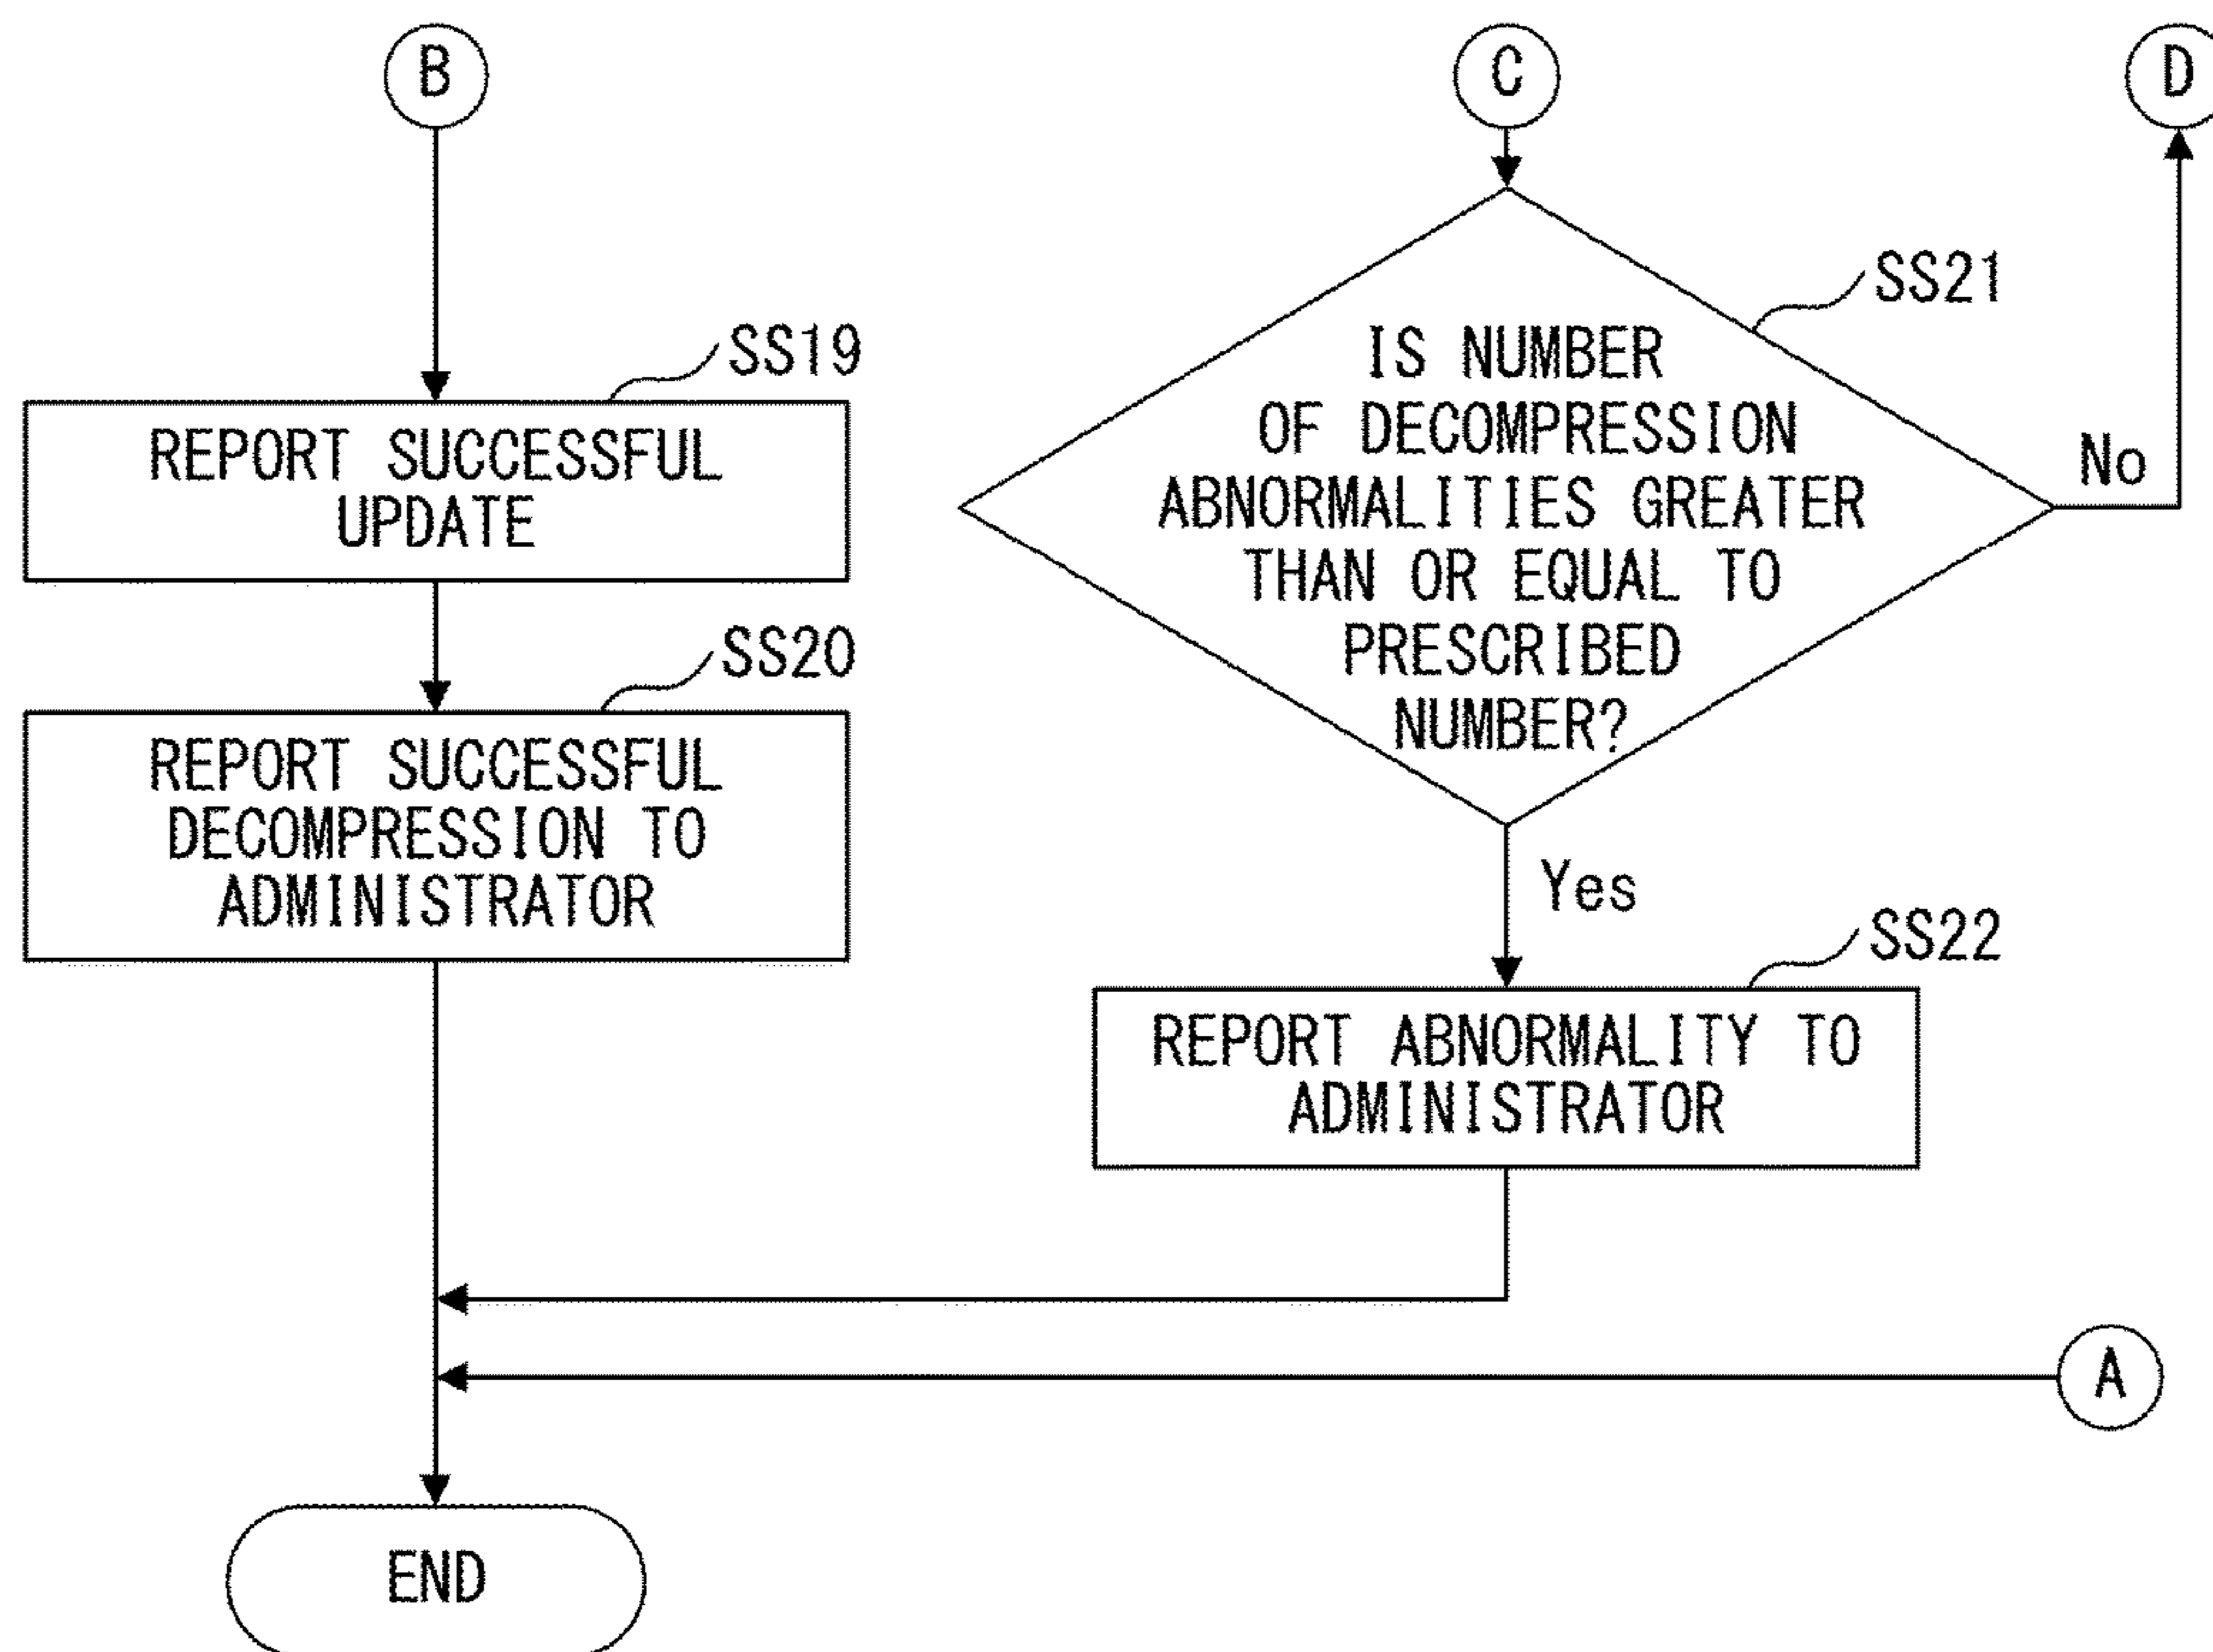 B
C
D
SS19
REPORT SUCCESSFUL
UPDATE
SS20
REPORT SUCCESSFUL
DECOMPRESSION TO
ADMINISTRATOR
SS21
IS NUMBER
OF DECOMPRESSION
ABNORMALITIES GREATER
THAN OR EQUAL TO
PRESCRIBED
NUMBER?
No
Yes
SS22
REPORT ABNORMALITY TO
ADMINISTRATOR
A
END